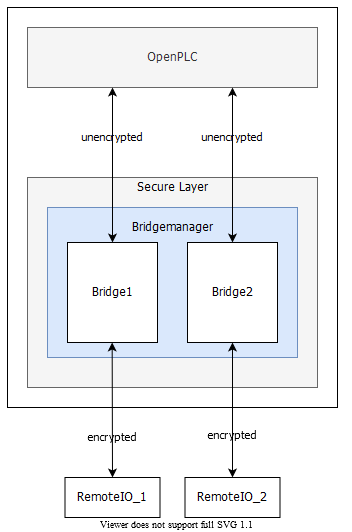 OpenPLC
unencrypted unencrypted
Secure Layer
Bridgemanager
Bridge1 Bridge2
encrypted encrypted
RemoteIO_1 RemoteIO_2
Viewer does not support full SVG 1.1